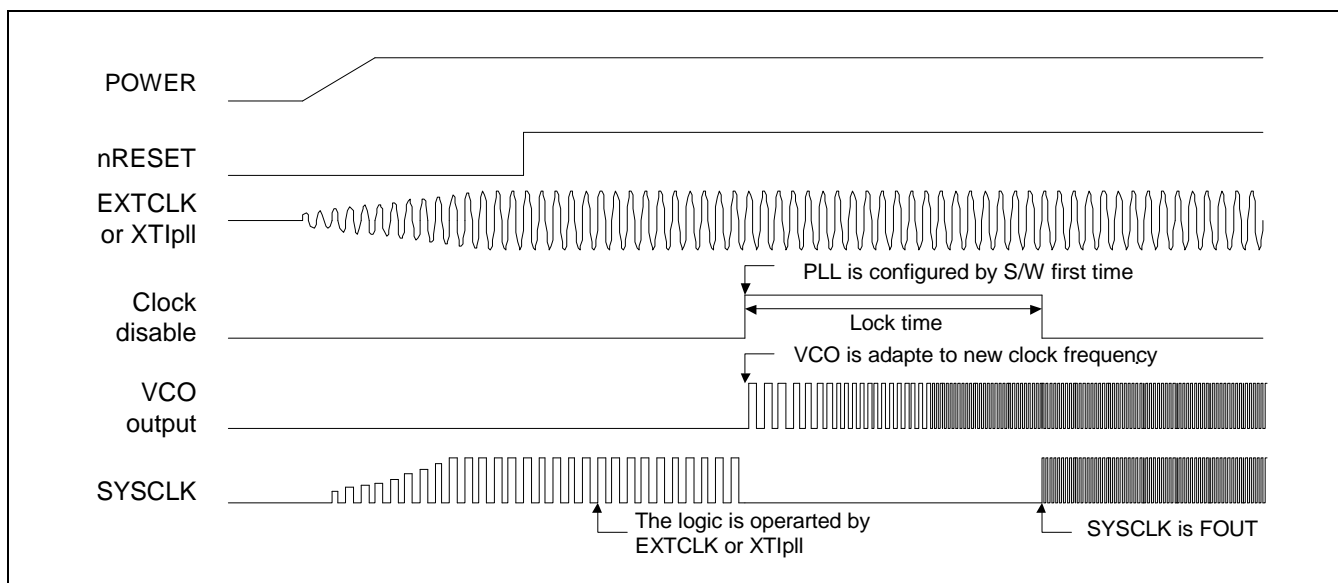 POWER
nRESET
EXTCLK
or XTIpll
PLL is configured by S/W first time
Clock
disable
Lock time
VCO is adapte to new clock frequency
VCO
output
SYSCLK
The logic is operarted by
EXTCLK or XTIpll
SYSCLK is FOUT